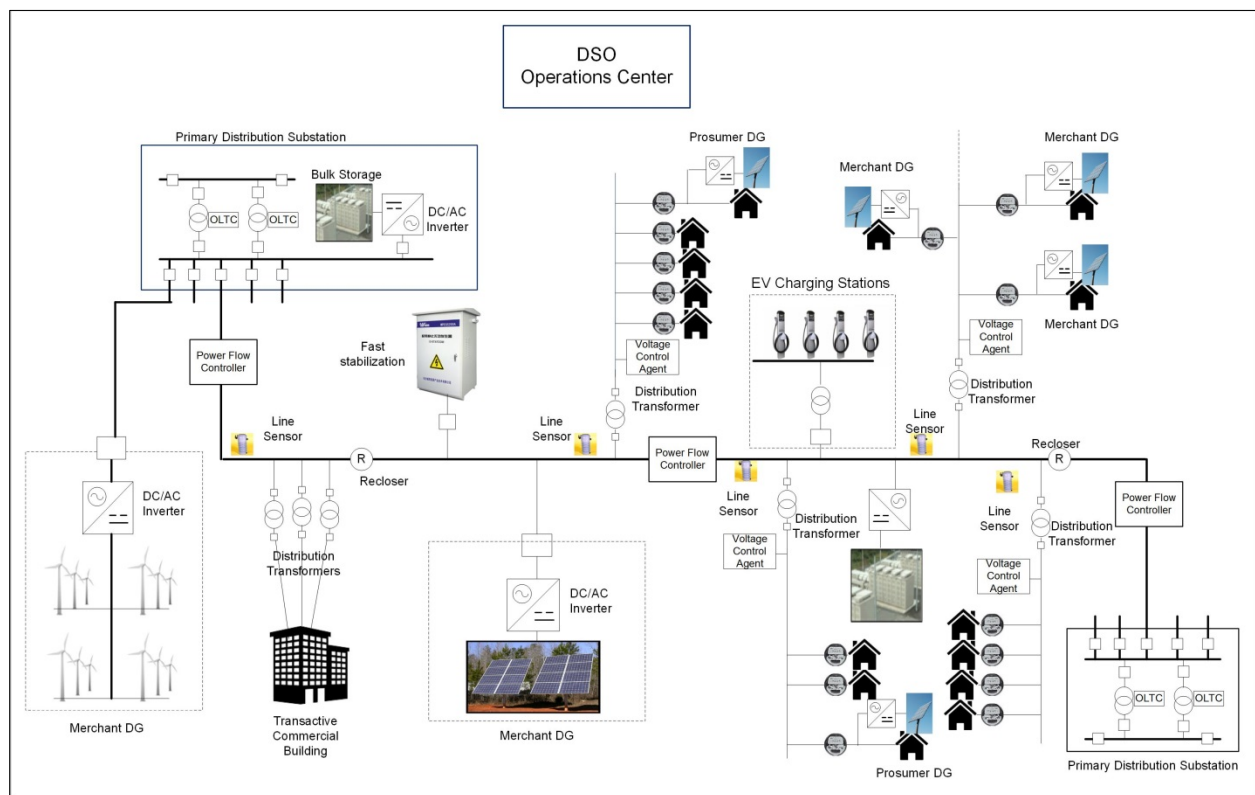 DSO
Operations Center
Primary Distribution Substation
Bulk Storage
OLTC
OLTC
DC/AC
Inverter
Prosumer DG
Merchant DG
Merchant DG
Merchant DG
EV Charging Stations
Voltage
Control
Agent
Voltage
Control
Agent
Fast
stabilization
Power Flow
Controller
Distribution
Transformer
Distribution
Transformer
Line
Sensor
Line
Sensor
Line
Sensor
R
Recloser
Power Flow
Controller
Recloser
R
Line
Sensor
Line
Sensor
Power Flow
Controller
DC/AC
Inverter
Distribution
Transformers
Distribution
Transformer
Distribution
Transformer
Voltage
Control
Agent
Voltage
Control
Agent
DC/AC
Inverter
OLTC
OLTC
Merchant DG
Transactive
Commercial
Building
Merchant DG
Prosumer DG
Primary Distribution Substation